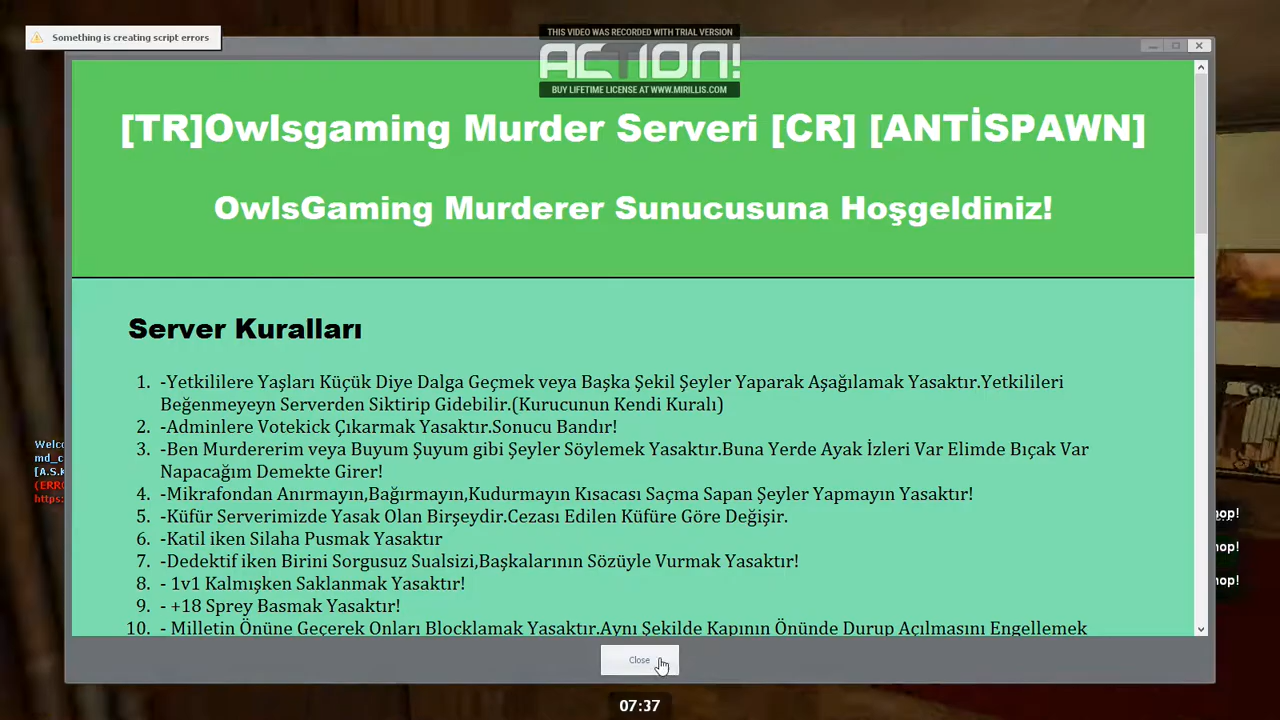 Something is creating script errors
THIS VIDEO WAS RECORDED WITH TRIAL VERSION
ACTION!
BUY LIFETIME LICENSE AT WWW.MIRILLIS.COM
[TR]Owlsgaming Murder Serveri [CR] [ANTİSPAWN]
OwlsGaming Murderer Sunucusuna Hoşgeldiniz!
Server Kuralları
1. -Yetkililere Yaşları Küçük Diye Dalga Geçmek veya Başka Şekil Şeyler Yaparak Aşağılamak Yasaktır.Yetkilileri
Beğenmeyeyn Serverden Siktirip Gidebilir.(Kurucunun Kendi Kuralı)
2. -Adminlere Votekick Çıkarmak Yasaktır.Sonucu Bandır!
3. -Ben Murdererim veya Buyum Şuyum gibi Şeyler Söylemek Yasaktır.Buna Yerde Ayak İzleri Var Elimde Bıçak Var
Napacağım Demekte Girer!
4. -Mikrafondan Anırmayın,Bağırmayın,Kudurmayın Kısacası Saçma Sapan Şeyler Yapmayın Yasaktır!
5. -Küfür Serverimizde Yasak Olan Birşeydir.Cezası Edilen Küfüre Göre Değişir.
6. -Katil iken Silaha Pusmak Yasaktır
7. -Dedektif iken Birini Sorgusuz Sualsizi,Başkalarının Sözüyle Vurmak Yasaktır!
8. - 1v1 Kalmışken Saklanmak Yasaktır!
9. - +18 Sprey Basmak Yasaktır!
10. - Milletin Önüne Geçerek Onları Blocklamak Yasaktır.Aynı Şekilde Kapının Önünde Durup Açılmasını Engellemek
Welco
md_c
[A.S.K
(ERRO
https:
hop!
hop!
hop!
Close
07:37